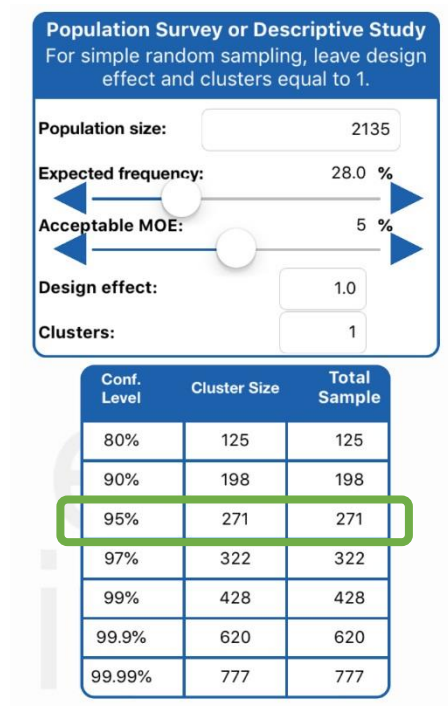 Population Survey or Descriptive Study
For simple random sampling, leave design
effect and clusters equal to 1.
Population size: 2135
Expected frequency: 28.0 %
Acceptable MOE: 5 %
Design effect: 1.0
Clusters: 1
Conf. Level Cluster Size Total Sample
80% 125 125
90% 198 198
95% 271 271
97% 322 322
99% 428 428
99.9% 620 620
99.99% 777 777